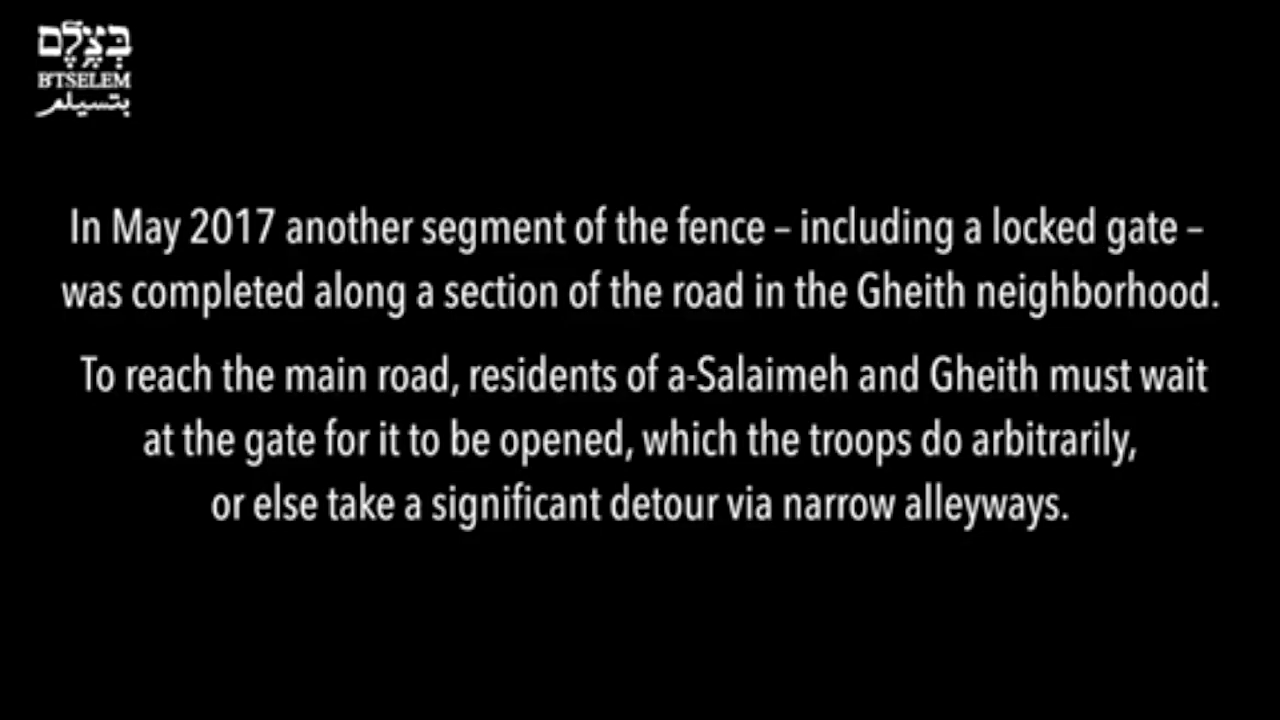 בְּצֶלֶם
B'TSELEM
بتسيلم
In May 2017 another segment of the fence – including a locked gate –
was completed along a section of the road in the Gheith neighborhood.
To reach the main road, residents of a-Salaimeh and Gheith must wait
at the gate for it to be opened, which the troops do arbitrarily,
or else take a significant detour via narrow alleyways.